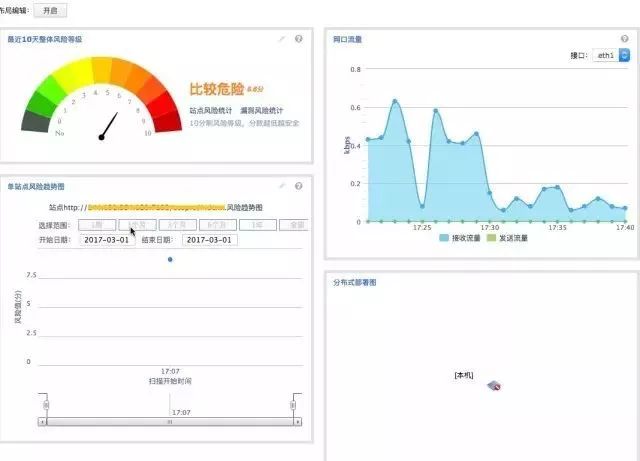 布局编辑： 开启
最近10天整体风险等级
No 1 2 3 4 5 6 7 8 9 10
比较危险 6.6分
站点风险统计 漏洞风险统计
10分制风险等级，分数越低越安全
单站点风险趋势图
站点http:// 风险趋势图
选择范围： 1周 1个月 3个月 6个月 1年 全部
开始日期： 2017-03-01 结束日期： 2017-03-01
风险值(分)
7.5
5
2.5
0
17:07
扫描开始时间
17:07
网口流量
接口： eth1
kbps
0.8
0.6
0.4
0.2
0
17:25 17:30 17:35 17:40
接收流量 发送流量
分布式部署图
[本机]